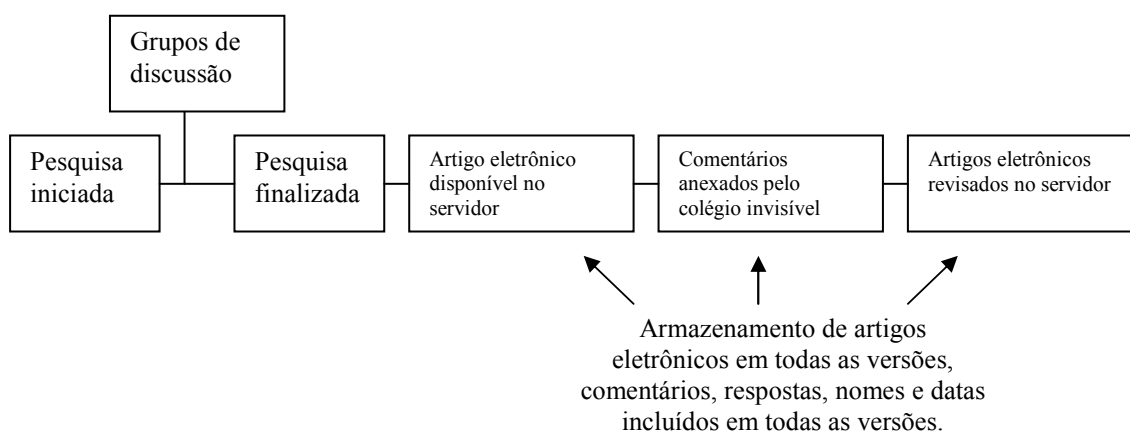 Grupos de
discussão
Pesquisa
iniciada
Pesquisa
finalizada
Artigo eletrônico
disponível no
servidor
Comentários
anexados pelo
colégio invisível
Artigos eletrônicos
revisados no servidor
Armazenamento de artigos
eletrônicos em todas as versões,
comentários, respostas, nomes e datas
incluídos em todas as versões.